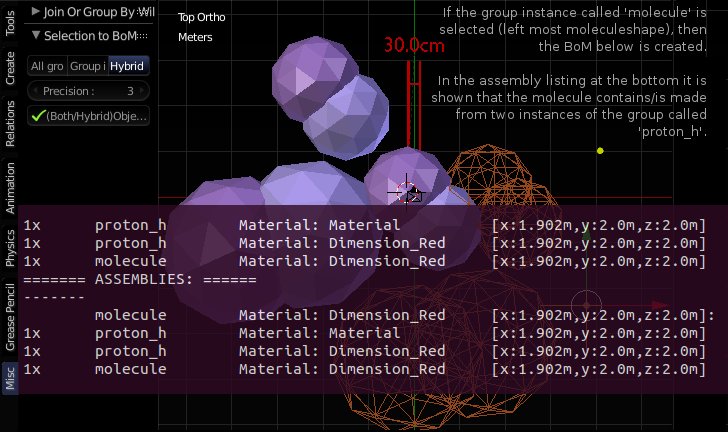 Join Or Group By Wil
Selection to BoM
All gro
Group i
Hybrid
Precision :
3
(Both/Hybrid)Obje...
Tools
Create
Relations
Animation
Physics
Grease Pencil
Misc
Top Ortho
Meters
30.0cm
If the group instance called 'molecule' is
selected (left most moleculeshape), then
the BoM below is created.
In the assembly listing at the bottom it is
shown that the molecule contains/is made
from two instances of the group called
'proton_h'.
1x proton_h Material: Material [x:1.902m,y:2.0m,z:2.0m]
1x proton_h Material: Dimension_Red [x:1.902m,y:2.0m,z:2.0m]
1x molecule Material: Dimension_Red [x:1.902m,y:2.0m,z:2.0m]
======= ASSEMBLIES: ======
-------
molecule Material: Dimension_Red [x:1.902m,y:2.0m,z:2.0m]:
1x proton_h Material: Material [x:1.902m,y:2.0m,z:2.0m]
1x proton_h Material: Dimension_Red [x:1.902m,y:2.0m,z:2.0m]
1x molecule Material: Dimension_Red [x:1.902m,y:2.0m,z:2.0m]